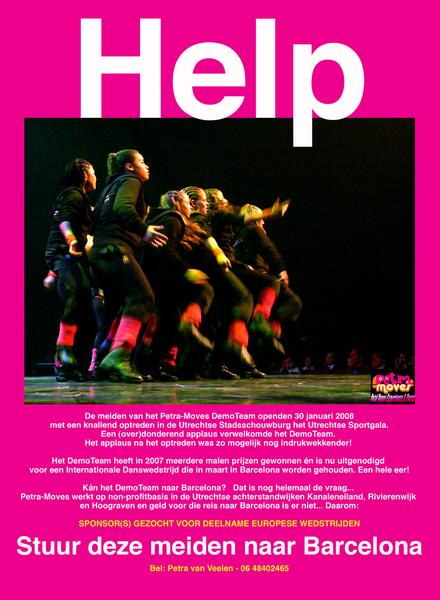 Help
Petra
moves
De meiden van het Petra-Moves DemoTeam openden 30 januari 2008
met een knallend optreden in de Utrechtse Stadsschouwburg het Utrechtse Sportgala.
Een (over)donderend applaus verwelkomde het DemoTeam.
Het applaus na het optreden was zo mogelijk nog indrukwekkender!
Het DemoTeam heeft in 2007 meerdere malen prijzen gewonnen én is nu uitgenodigd
voor een Internationale Danswedstrijd die in maart in Barcelona worden gehouden. Een hele eer!
Kán het DemoTeam naar Barcelona? Dat is nog helemaal de vraag...
Petra-Moves werkt op non-profitbasis in de Utrechtse achterstandwijken Kanaleneiland, Rivierenwijk
en Hoograven en geld voor die reis naar Barcelona is er niet... Daarom:
SPONSOR(S) GEZOCHT VOOR DEELNAME EUROPESE WEDSTRIJDEN
Stuur deze meiden naar Barcelona
Bel: Petra van Veelen - 06 48402465